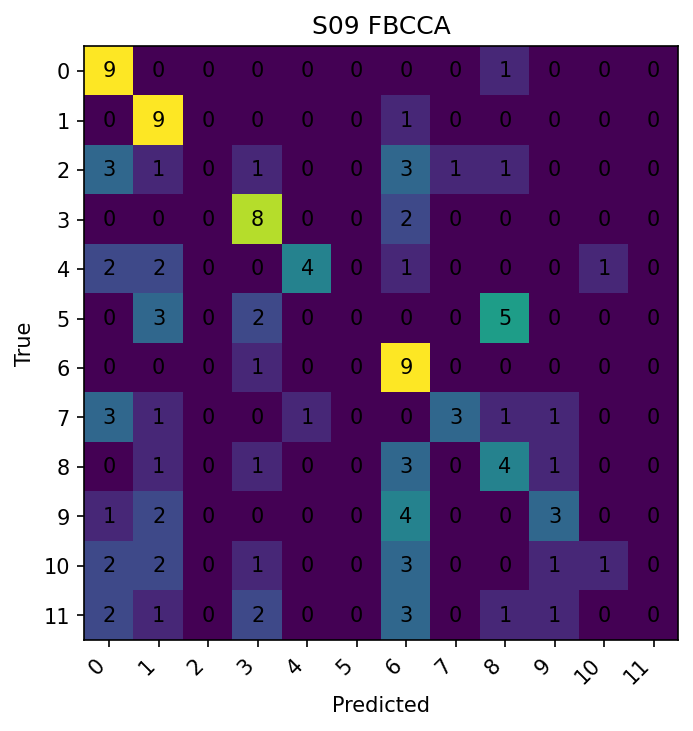 S09 FBCCA
0 9 0 0 0 0 0 0 0 1 0 0 0
1 0 9 0 0 0 0 1 0 0 0 0 0
2 3 1 0 1 0 0 3 1 1 0 0 0
3 0 0 0 8 0 0 2 0 0 0 0 0
4 2 2 0 0 4 0 1 0 0 0 1 0
5 0 3 0 2 0 0 0 0 5 0 0 0
6 0 0 0 1 0 0 9 0 0 0 0 0
7 3 1 0 0 1 0 0 3 1 1 0 0
8 0 1 0 1 0 0 3 0 4 1 0 0
9 1 2 0 0 0 0 4 0 0 3 0 0
10 2 2 0 1 0 0 3 0 0 1 1 0
11 2 1 0 2 0 0 3 0 1 1 0 0
0 1 2 3 4 5 6 7 8 9 10 11
Predicted
True